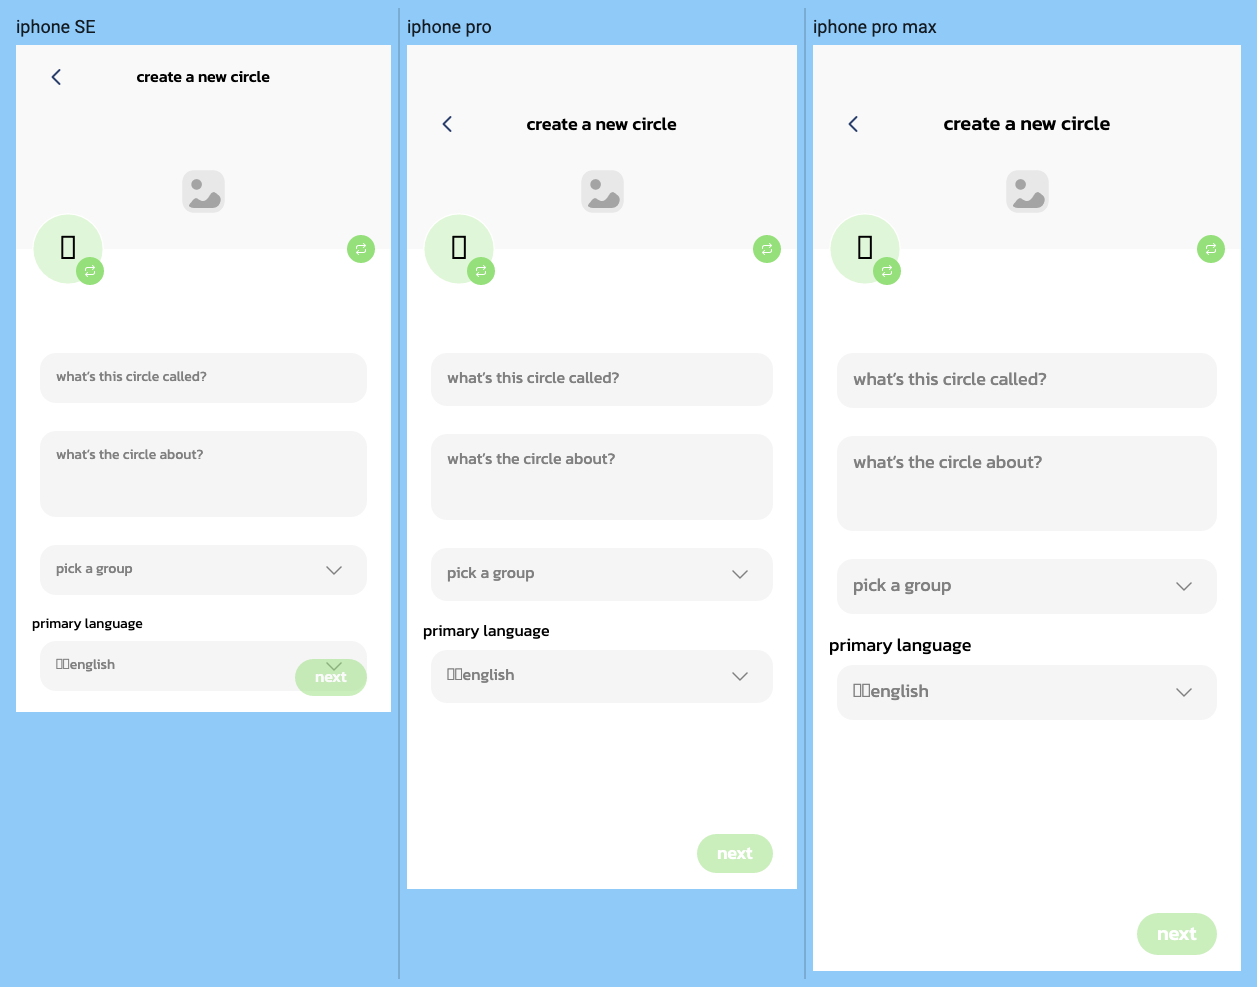 iphone SE
create a new circle
what's this circle called?
what's the circle about?
pick a group
primary language
english
next
iphone pro
create a new circle
what's this circle called?
what's the circle about?
pick a group
primary language
english
next
iphone pro max
create a new circle
what's this circle called?
what's the circle about?
pick a group
primary language
english
next